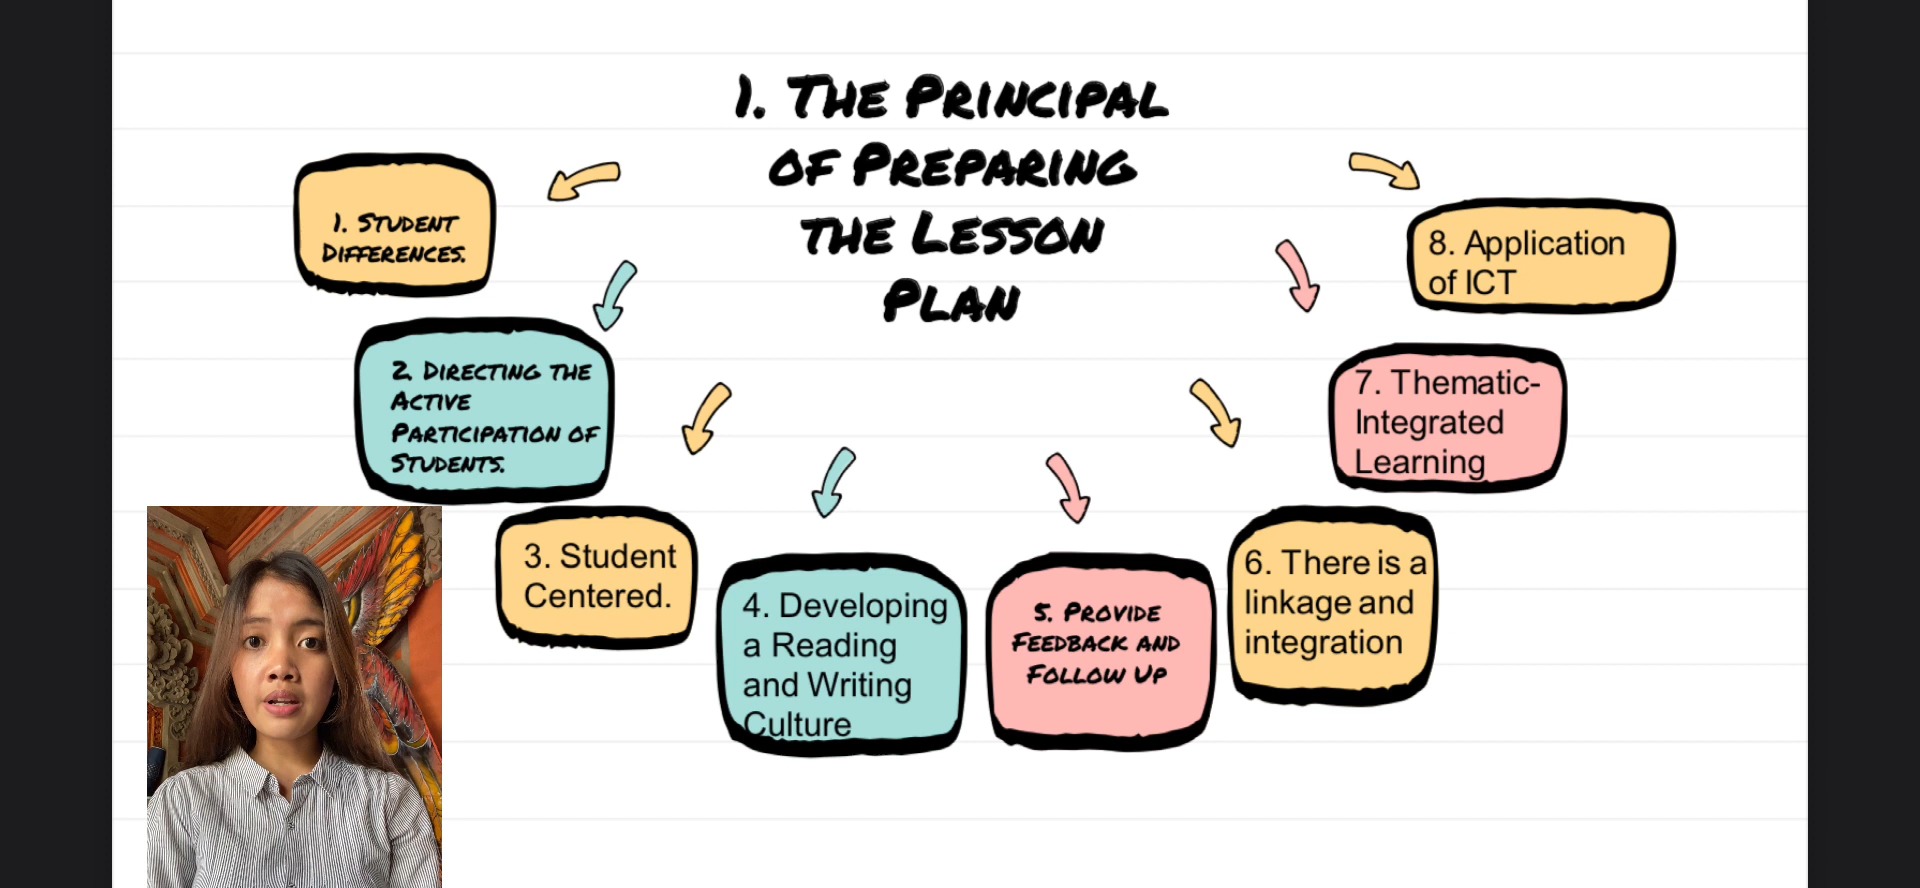 1. The Principal
of Preparing
the Lesson
Plan
1. Student
Differences.
2. Directing the
Active
Participation of
Students.
3. Student
Centered.
4. Developing
a Reading
and Writing
Culture
5. Provide
Feedback and
Follow Up
6. There is a
linkage and
integration
7. Thematic-
Integrated
Learning
8. Application
of ICT